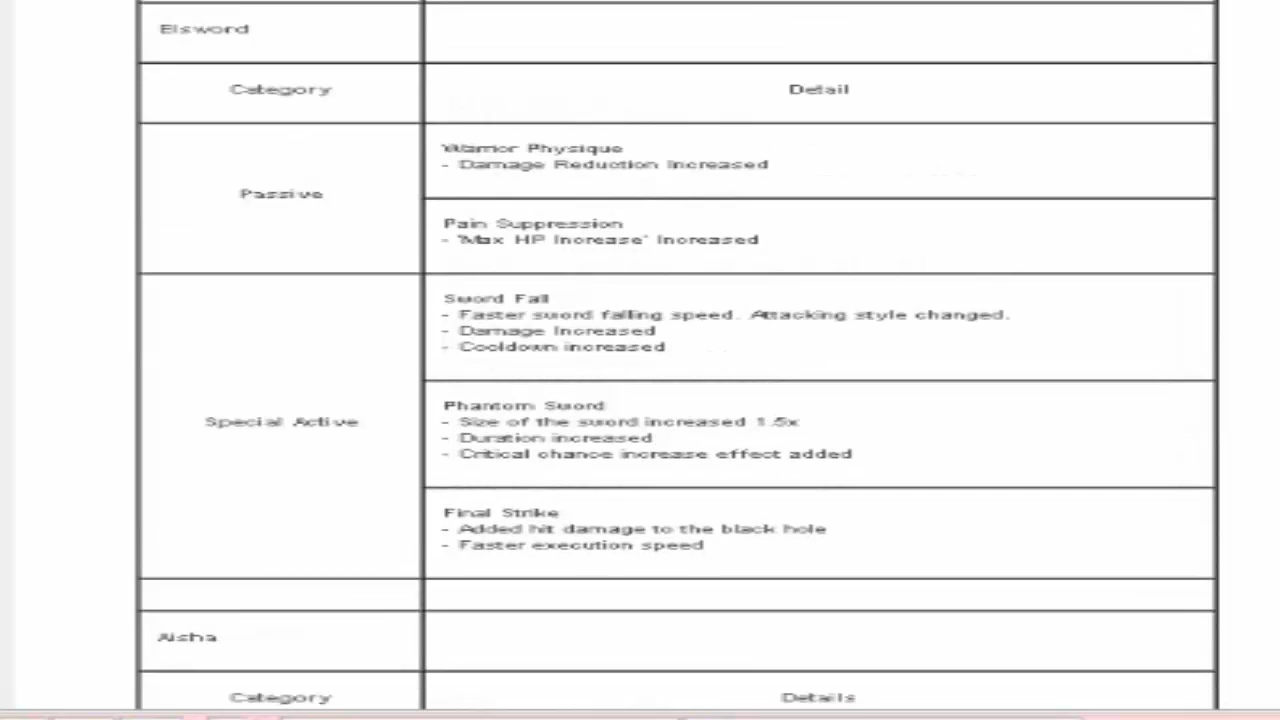 Elsword
Category
Detail
Passive
Warrior Physique
- Damage Reduction Increased
Pain Suppression
- 'Max HP Increase' Increased
Special Active
Sword Fall
- Faster sword falling speed. Attacking style changed.
- Damage Increased
- Cooldown increased
Phantom Sword
- Size of the sword increased 1.5x
- Duration increased
- Critical chance increase effect added
Final Strike
- Added hit damage to the black hole
- Faster execution speed
Aisha
Category
Details